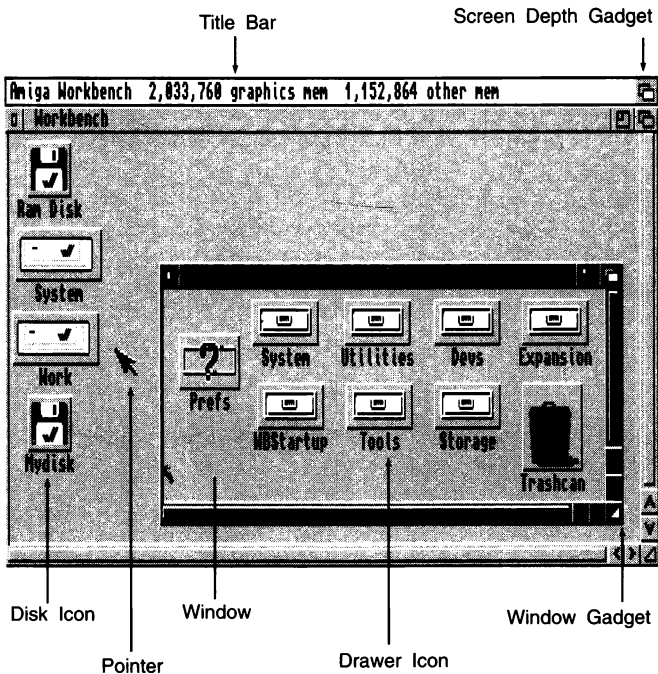 Title Bar
Screen Depth Gadget
Amiga Workbench 2,033,760 graphics mem 1,152,864 other mem
Workbench
Ram Disk
System
Work
Mydisk
System Utilities Devs Expansion
Prefs
WBStartup Tools Storage
Trashcan
Disk Icon
Window
Window Gadget
Pointer
Drawer Icon